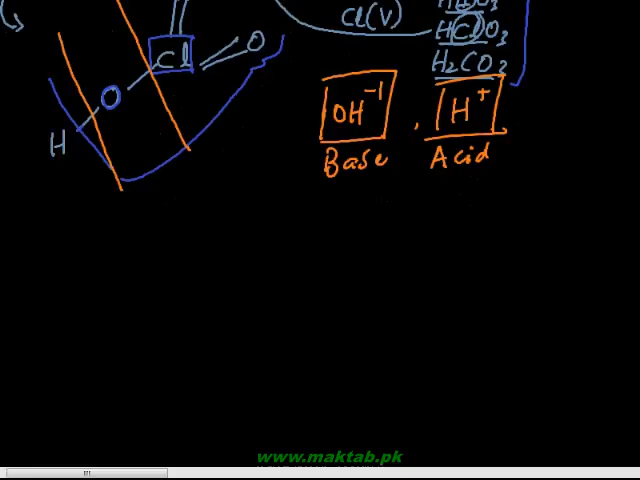 Cl(V)
HClO3
H2CO3
Cl
O
O
H
OH-1 , H+
Base Acid
www.maktab.pk